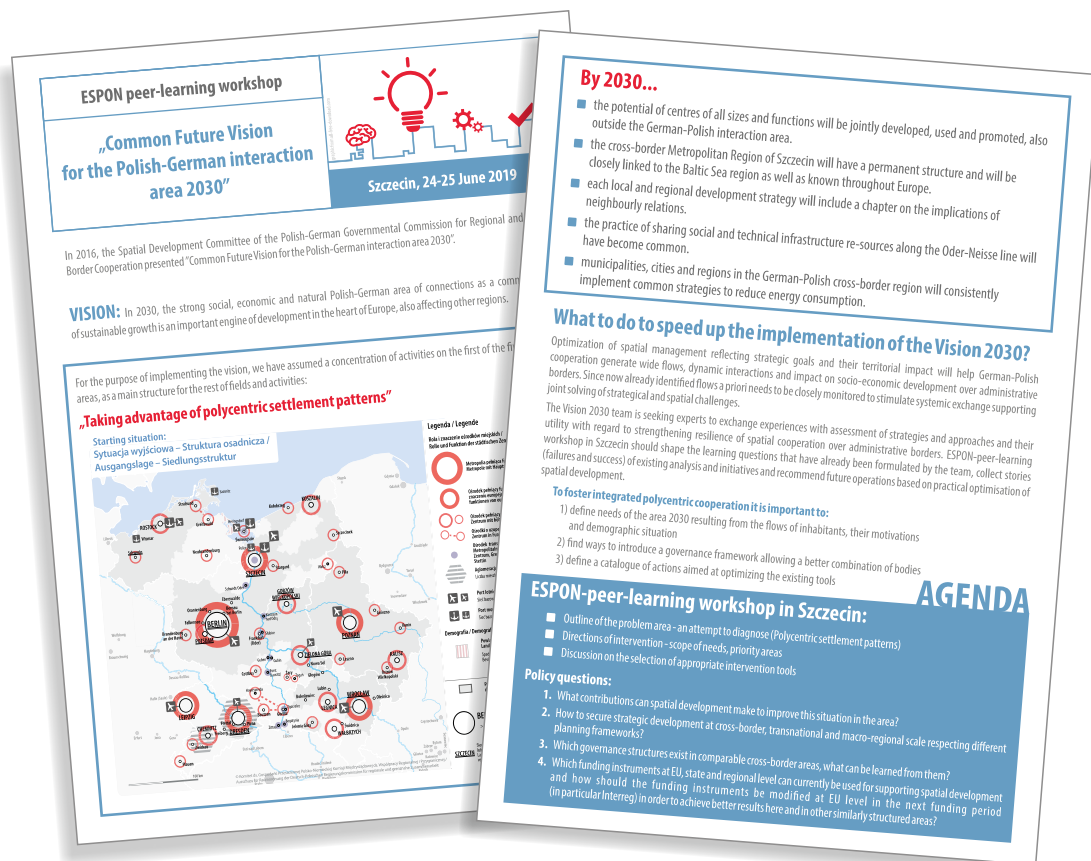 ESPON peer-learning workshop
„Common Future Vision
for the Polish-German interaction
area 2030”
Szczecin, 24-25 June 2019
In 2016, the Spatial Development Committee of the Polish-German Governmental Commission for Regional and
Border Cooperation presented “Common Future Vision for the Polish-German interaction area 2030”.
VISION: In 2030, the strong social, economic and natural Polish-German area of connections as a
of sustainable growth is an important engine of development in the heart of Europe, also affecting other regions.
For the purpose of implementing the vision, we have assumed a concentration of activities on the first of the
areas, as a main structure for the rest of fields and activities:
„Taking advantage of polycentric settlement patterns”
Starting situation:
Sytuacja wyjściowa – Struktura osadnicza /
Ausgangslage – Siedlungsstruktur
Legenda / Legende
Rola i znaczenie ośrodków miejskich /
Rolle und Funktion der städtischen
ROSTOCK
KOSZALIN
SZCZECIN
GORZÓW
WIELKOPOLSKI
BERLIN
POTSDAM
POZNAŃ
ZIELONA GÓRA
KALISZ
LEIPZIG
LEGNICA
WROCŁAW
CHEMNITZ
DRESDEN
WAŁBRZYCH
SZCZECIN
By 2030...
the potential of centres of all sizes and functions will be jointly developed, used and promoted, also
outside the German-Polish interaction area.
the cross-border Metropolitan Region of Szczecin will have a permanent structure and will be
closely linked to the Baltic Sea region as well as known throughout Europe.
each local and regional development strategy will include a chapter on the implications of
neighbourly relations.
the practice of sharing social and technical infrastructure re-sources along the Oder-Neisse line will
have become common.
municipalities, cities and regions in the German-Polish cross-border region will consistently
implement common strategies to reduce energy consumption.
What to do to speed up the implementation of the Vision 2030?
Optimization of spatial management reflecting strategic goals and their territorial impact will help German-Polish
cooperation generate wide flows, dynamic interactions and impact on socio-economic development over administrative
borders. Since now already identified flows a priori needs to be closely monitored to stimulate systemic exchange supporting
joint solving of strategical and spatial challenges.
The Vision 2030 team is seeking experts to exchange experiences with assessment of strategies and approaches and their
utility with regard to strengthening resilience of spatial cooperation over administrative borders. ESPON-peer-learning
workshop in Szczecin should shape the learning questions that have already been formulated by the team, collect stories
(failures and success) of existing analysis and initiatives and recommend future operations based on practical optimisation of
spatial development.
To foster integrated polycentric cooperation it is important to:
1) define needs of the area 2030 resulting from the flows of inhabitants, their motivations
and demographic situation
2) find ways to introduce a governance framework allowing a better combination of bodies
3) define a catalogue of actions aimed at optimizing the existing tools
AGENDA
ESPON-peer-learning workshop in Szczecin:
Outline of the problem area - an attempt to diagnose (Polycentric settlement patterns)
Directions of intervention - scope of needs, priority areas
Discussion on the selection of appropriate intervention tools
Policy questions:
1. What contributions can spatial development make to improve this situation in the area?
2. How to secure strategic development at cross-border, transnational and macro-regional scale respecting different
planning frameworks?
3. Which governance structures exist in comparable cross-border areas, what can be learned from them?
4. Which funding instruments at EU, state and regional level can currently be used for supporting spatial development
and how should the funding instruments be modified at EU level in the next funding period
(in particular Interreg) in order to achieve better results here and in other similarly structured areas?